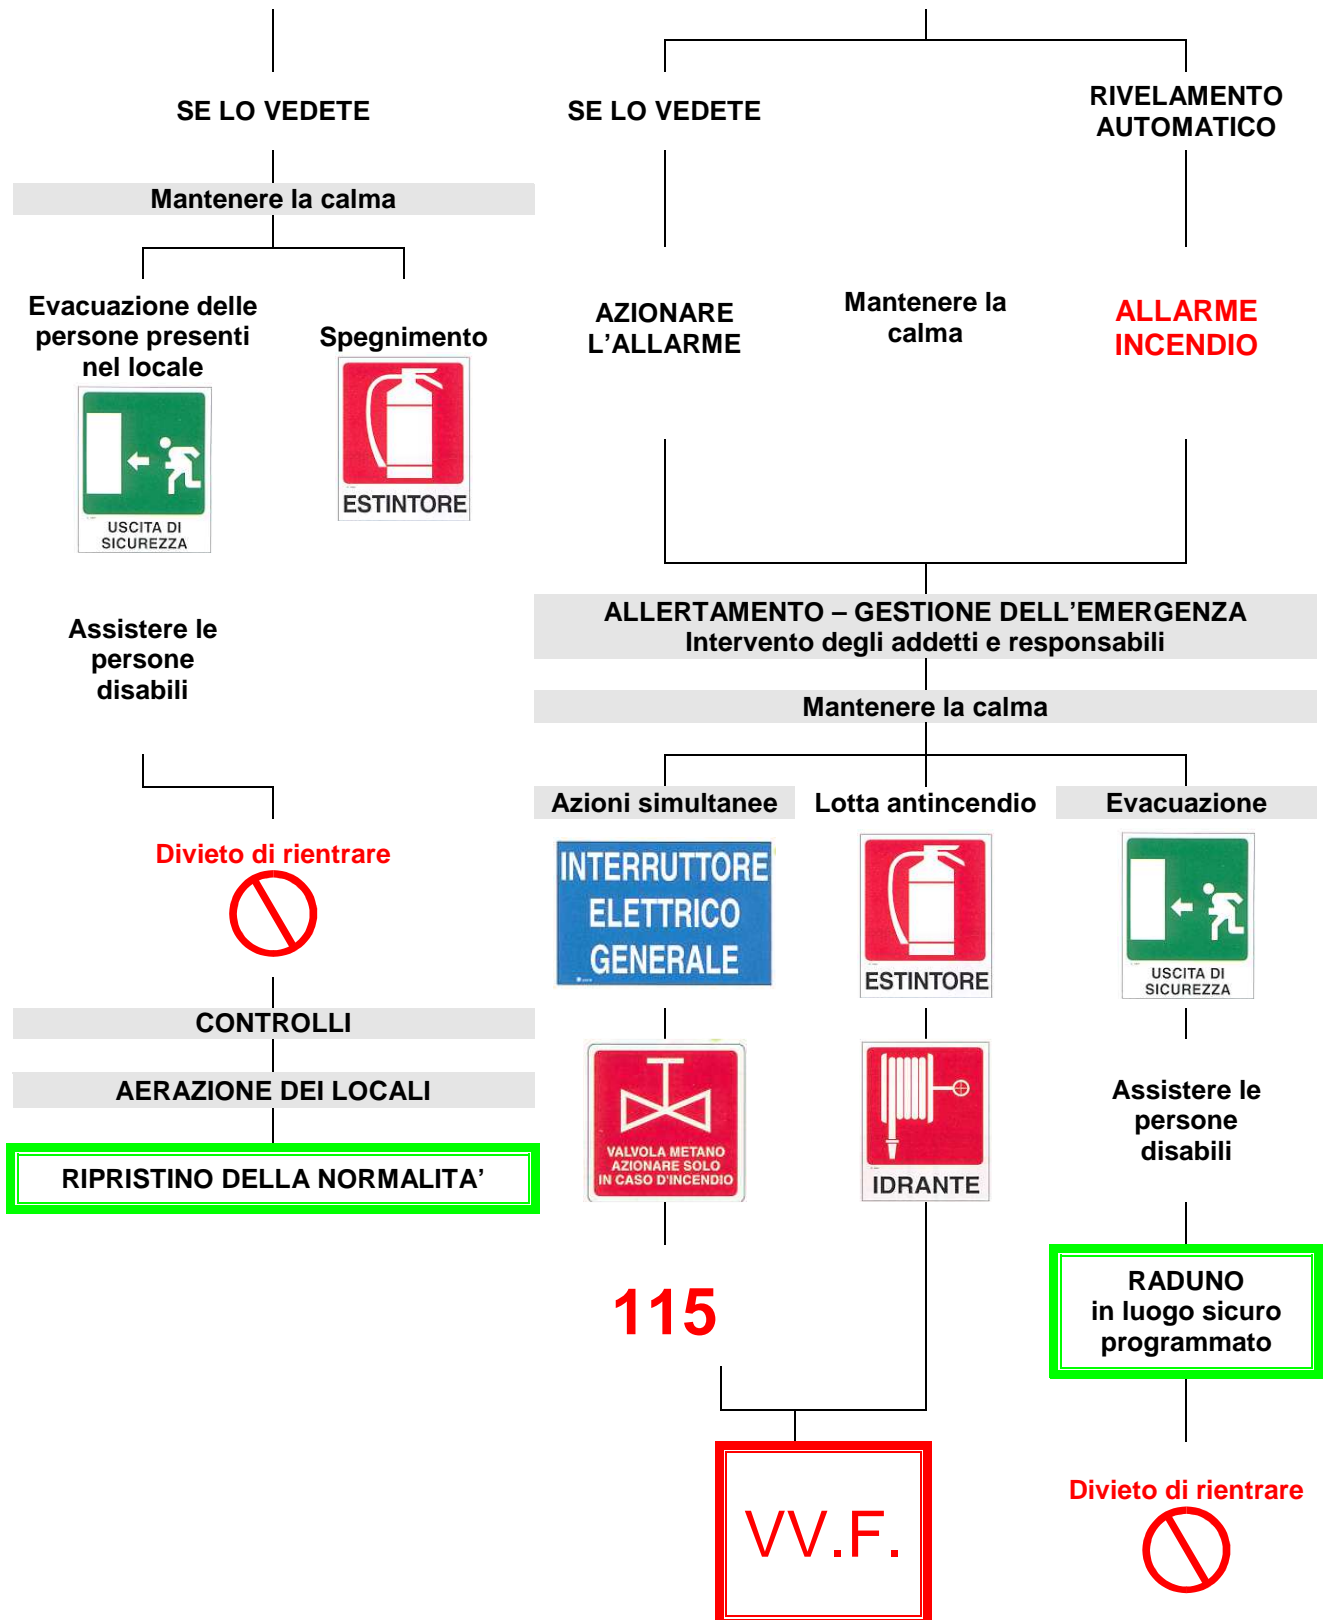 SE LO VEDETE
Mantenere la calma
Evacuazione delle
persone presenti
nel locale
USCITA DI
SICUREZZA
Spegnimento
ESTINTORE
Assistere le
persone
disabili
Divieto di rientrare
CONTROLLI
AERAZIONE DEI LOCALI
RIPRISTINO DELLA NORMALITA’
SE LO VEDETE
RIVELAMENTO
AUTOMATICO
AZIONARE
L’ALLARME
Mantenere la
calma
ALLARME
INCENDIO
ALLERTAMENTO – GESTIONE DELL’EMERGENZA
Intervento degli addetti e responsabili
Mantenere la calma
Azioni simultanee
INTERRUTTORE
ELETTRICO
GENERALE
VALVOLA METANO
AZIONARE SOLO
IN CASO D'INCENDIO
115
Lotta antincendio
ESTINTORE
IDRANTE
VV.F.
Evacuazione
USCITA DI
SICUREZZA
Assistere le
persone
disabili
RADUNO
in luogo sicuro
programmato
Divieto di rientrare